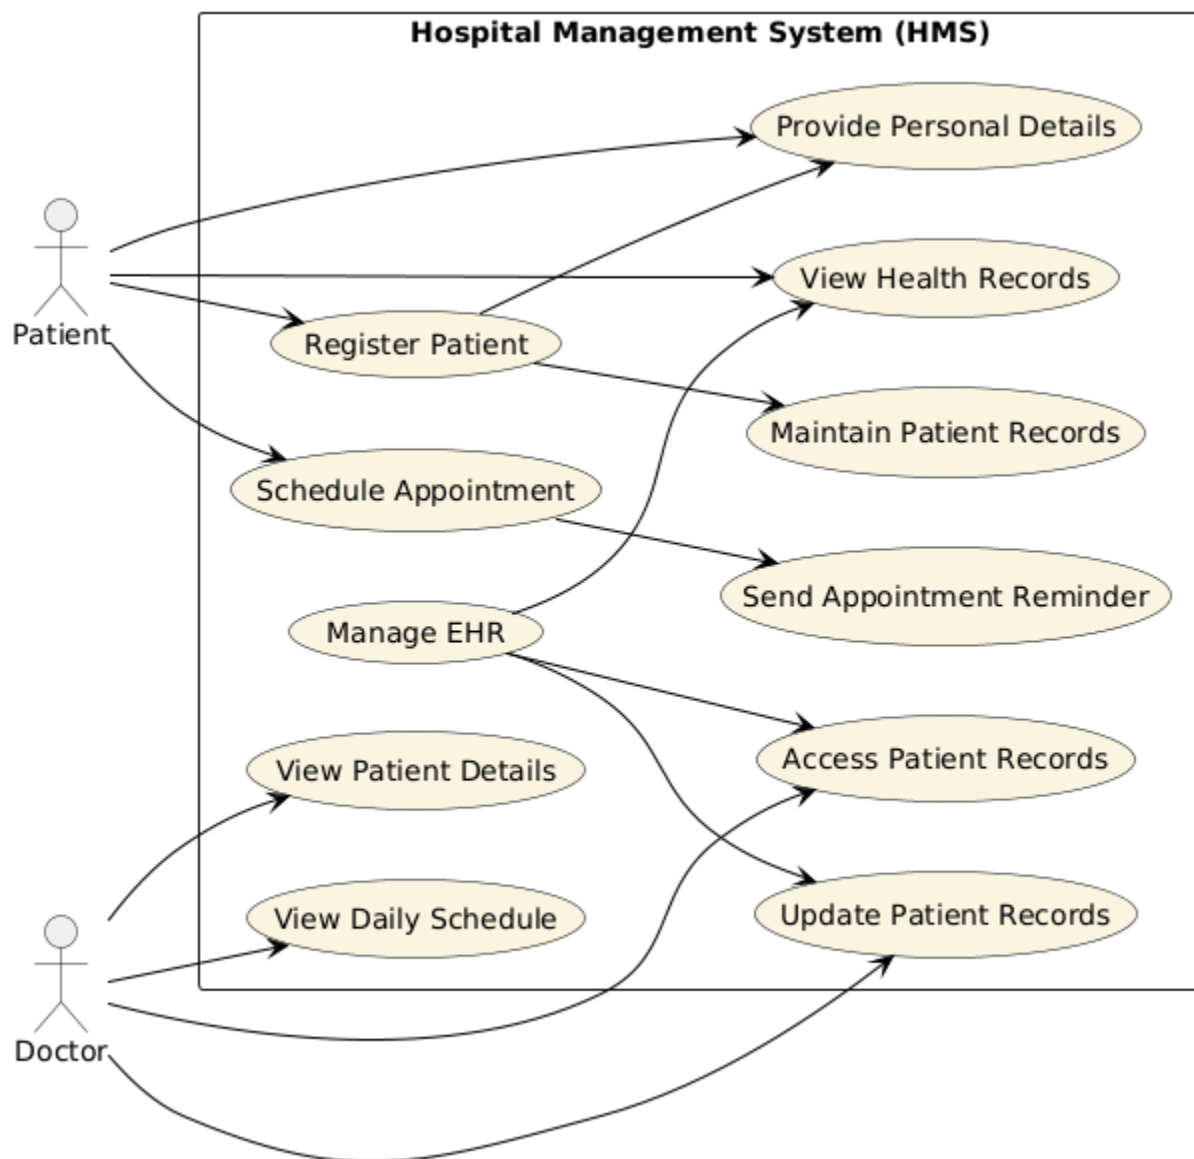 Hospital Management System (HMS)
Provide Personal Details
View Health Records
Patient
Register Patient
Maintain Patient Records
Schedule Appointment
Send Appointment Reminder
Manage EHR
Access Patient Records
View Patient Details
Update Patient Records
View Daily Schedule
Doctor